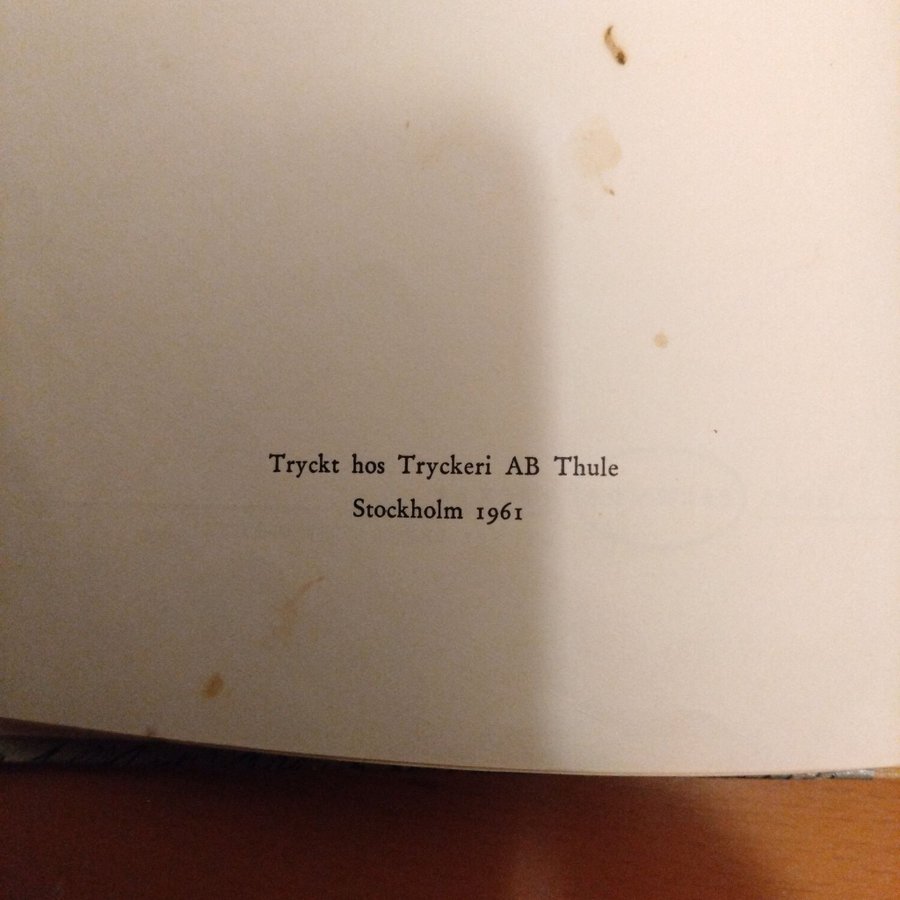 Tryckt hos Tryckeri AB Thule
Stockholm 1961